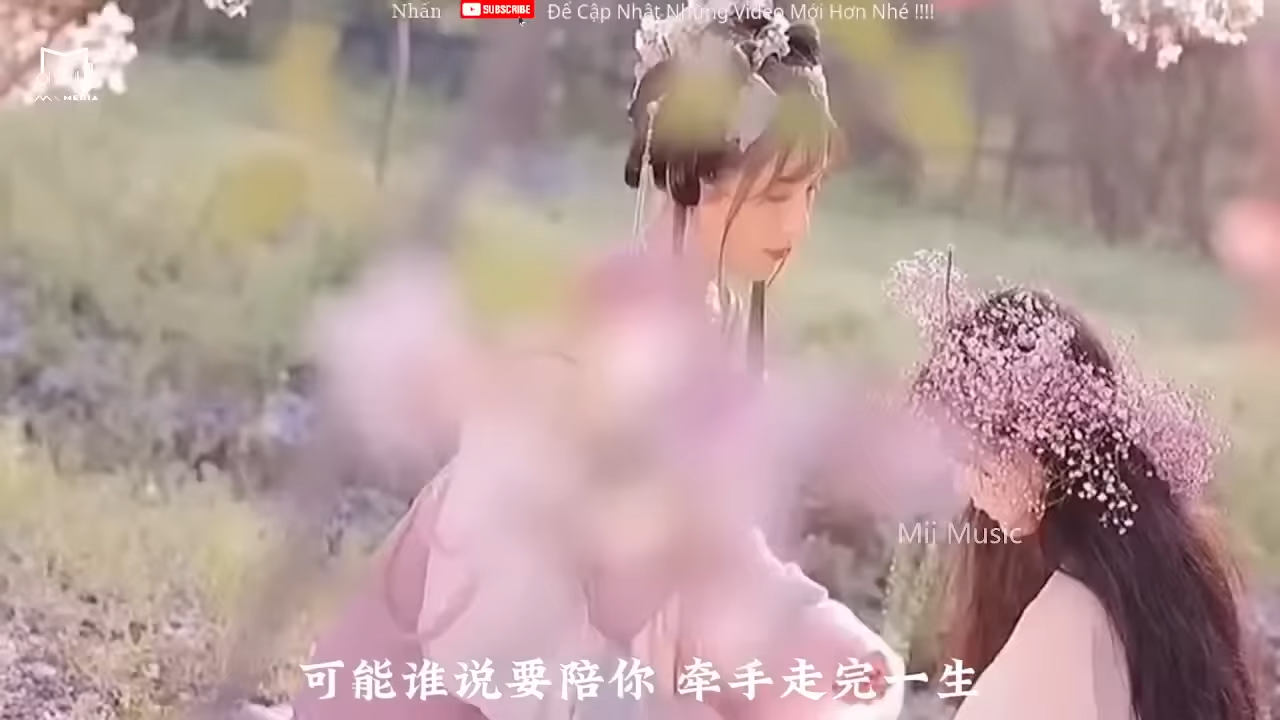 Nhấn SUBSCRIBE Để Cập Nhật Những Video Mới Hơn Nhé !!!!
MEDIA
Mii Music
可能谁说要陪你 牵手走完一生